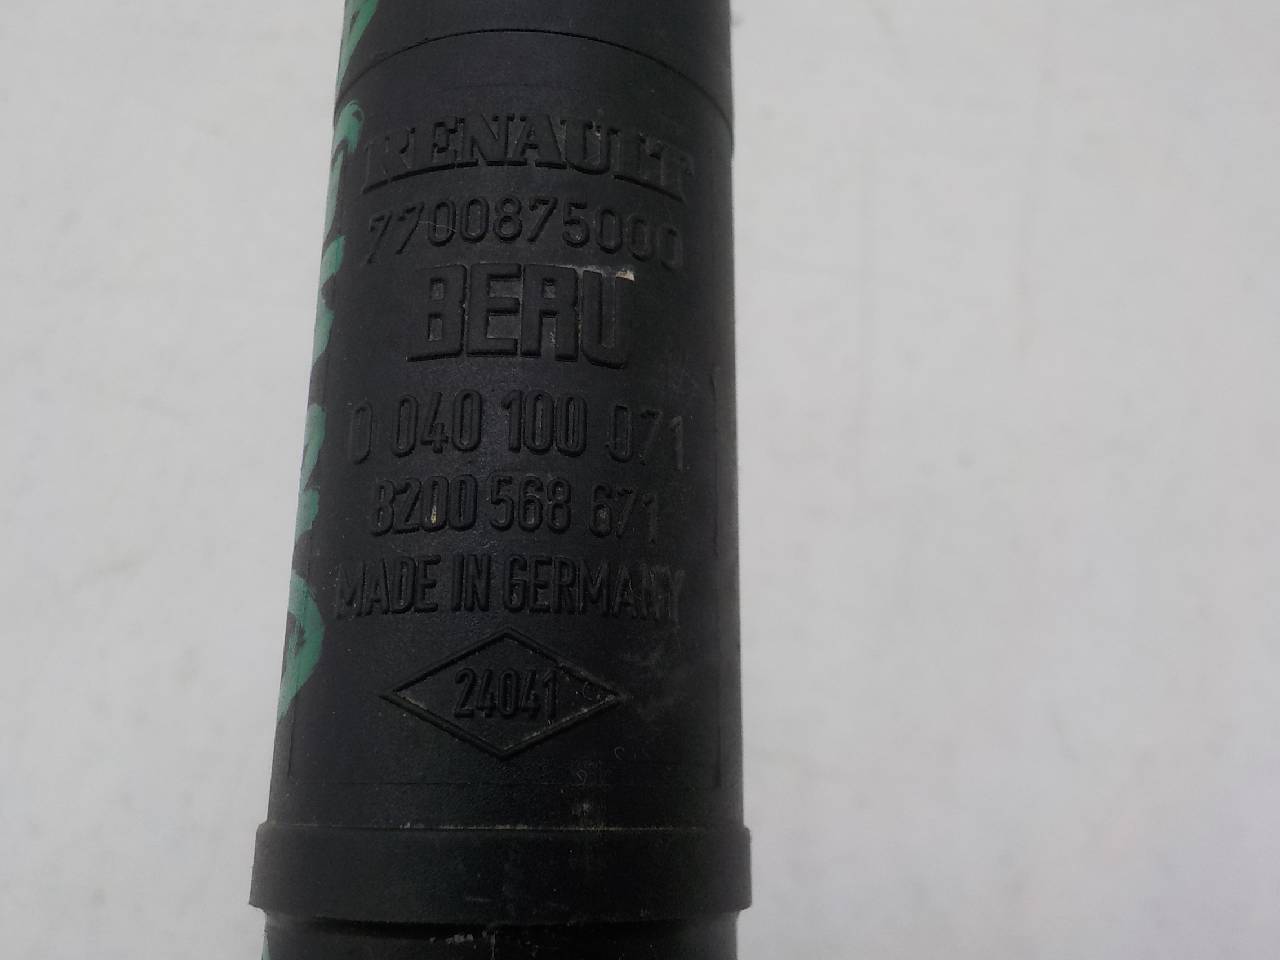 RENAULT
7700875000
BERU
0 040 100 071
8200 568 671
MADE IN GERMANY
24041